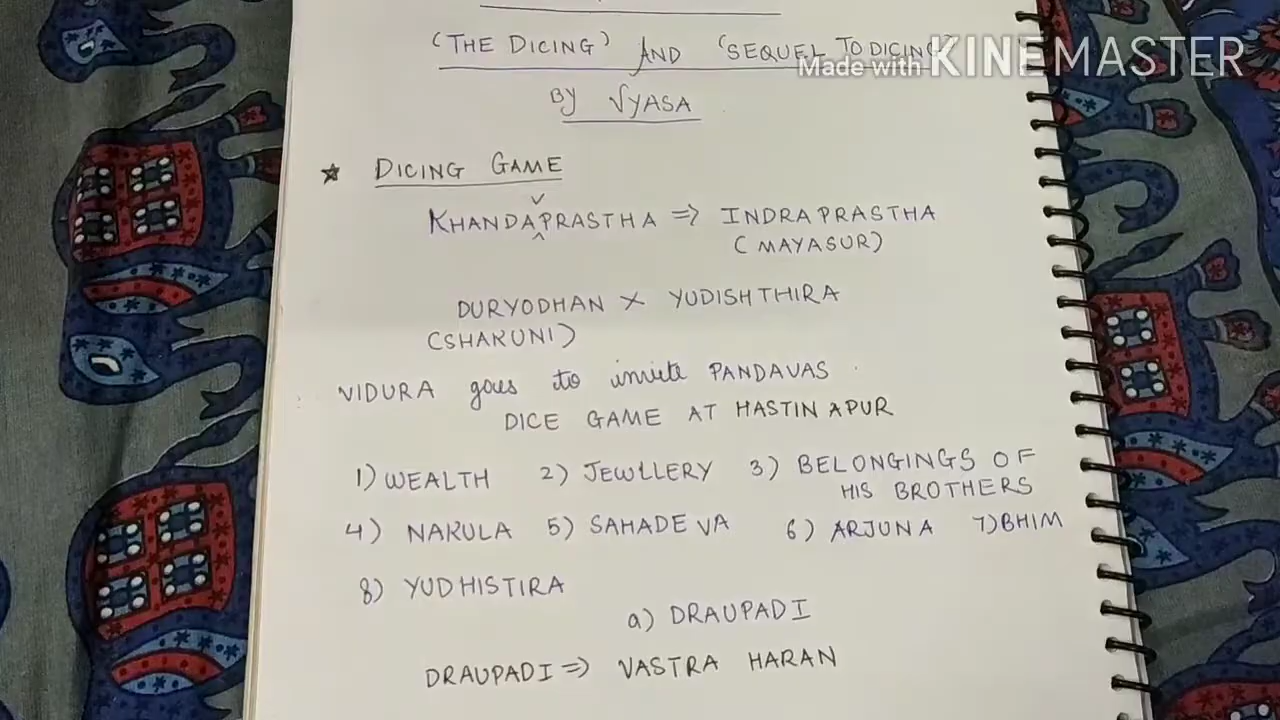 (THE DICING) AND (SEQUEL TO DICING)
Made with KINEMASTER
BY VYASA
☆ DICING GAME
KHANDAPRASTHA ⇒ INDRAPRASTHA
(MAYASUR)
DURYODHAN X YUDISHTHIRA
(SHAKUNI)
VIDURA goes to invite PANDAVAS
DICE GAME AT HASTINAPUR
1) WEALTH 2) JEWLLERY 3) BELONGINGS OF
HIS BROTHERS
4) NAKULA 5) SAHADEVA 6) ARJUNA 7) BHIM
8) YUDHISTIRA
a) DRAUPADI
DRAUPADI ⇒ VASTRA HARAN